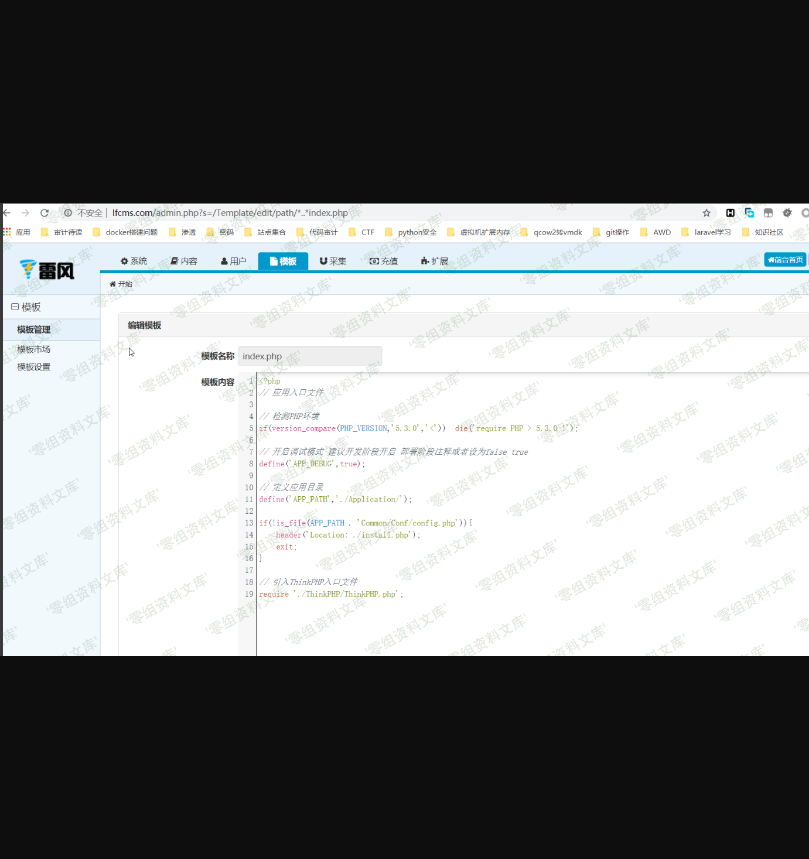 不安全 | lfcms.com/admin.php?s=/Template/edit/path/*..*index.php
应用 审计待读 docker搭建问题 渗透 密码 站点集合 代码审计 CTF python安全 虚拟机扩展内存 qcow2转vmdk git操作 AWD laravel学习 知识社区
雷风 系统 内容 用户 模板 采集 充值 扩展 后台首页
开始
模板
模板管理
模板市场
模板设置
编辑模板
模板名称 index.php
模板内容
1 <?php
2 // 应用入口文件
3
4 // 检测PHP环境
5 if(version_compare(PHP_VERSION,'5.3.0','<')) die('require PHP > 5.3.0 !');
6
7 // 开启调试模式 建议开发阶段开启 部署阶段注释或者设为false true
8 define('APP_DEBUG',true);
9
10 // 定义应用目录
11 define('APP_PATH','./Application/');
12
13 if(!is_file(APP_PATH . 'Common/Conf/config.php')){
14 header('Location: ./install.php');
15 exit;
16 }
17
18 // 引入ThinkPHP入口文件
19 require './ThinkPHP/ThinkPHP.php';
零组资料文库